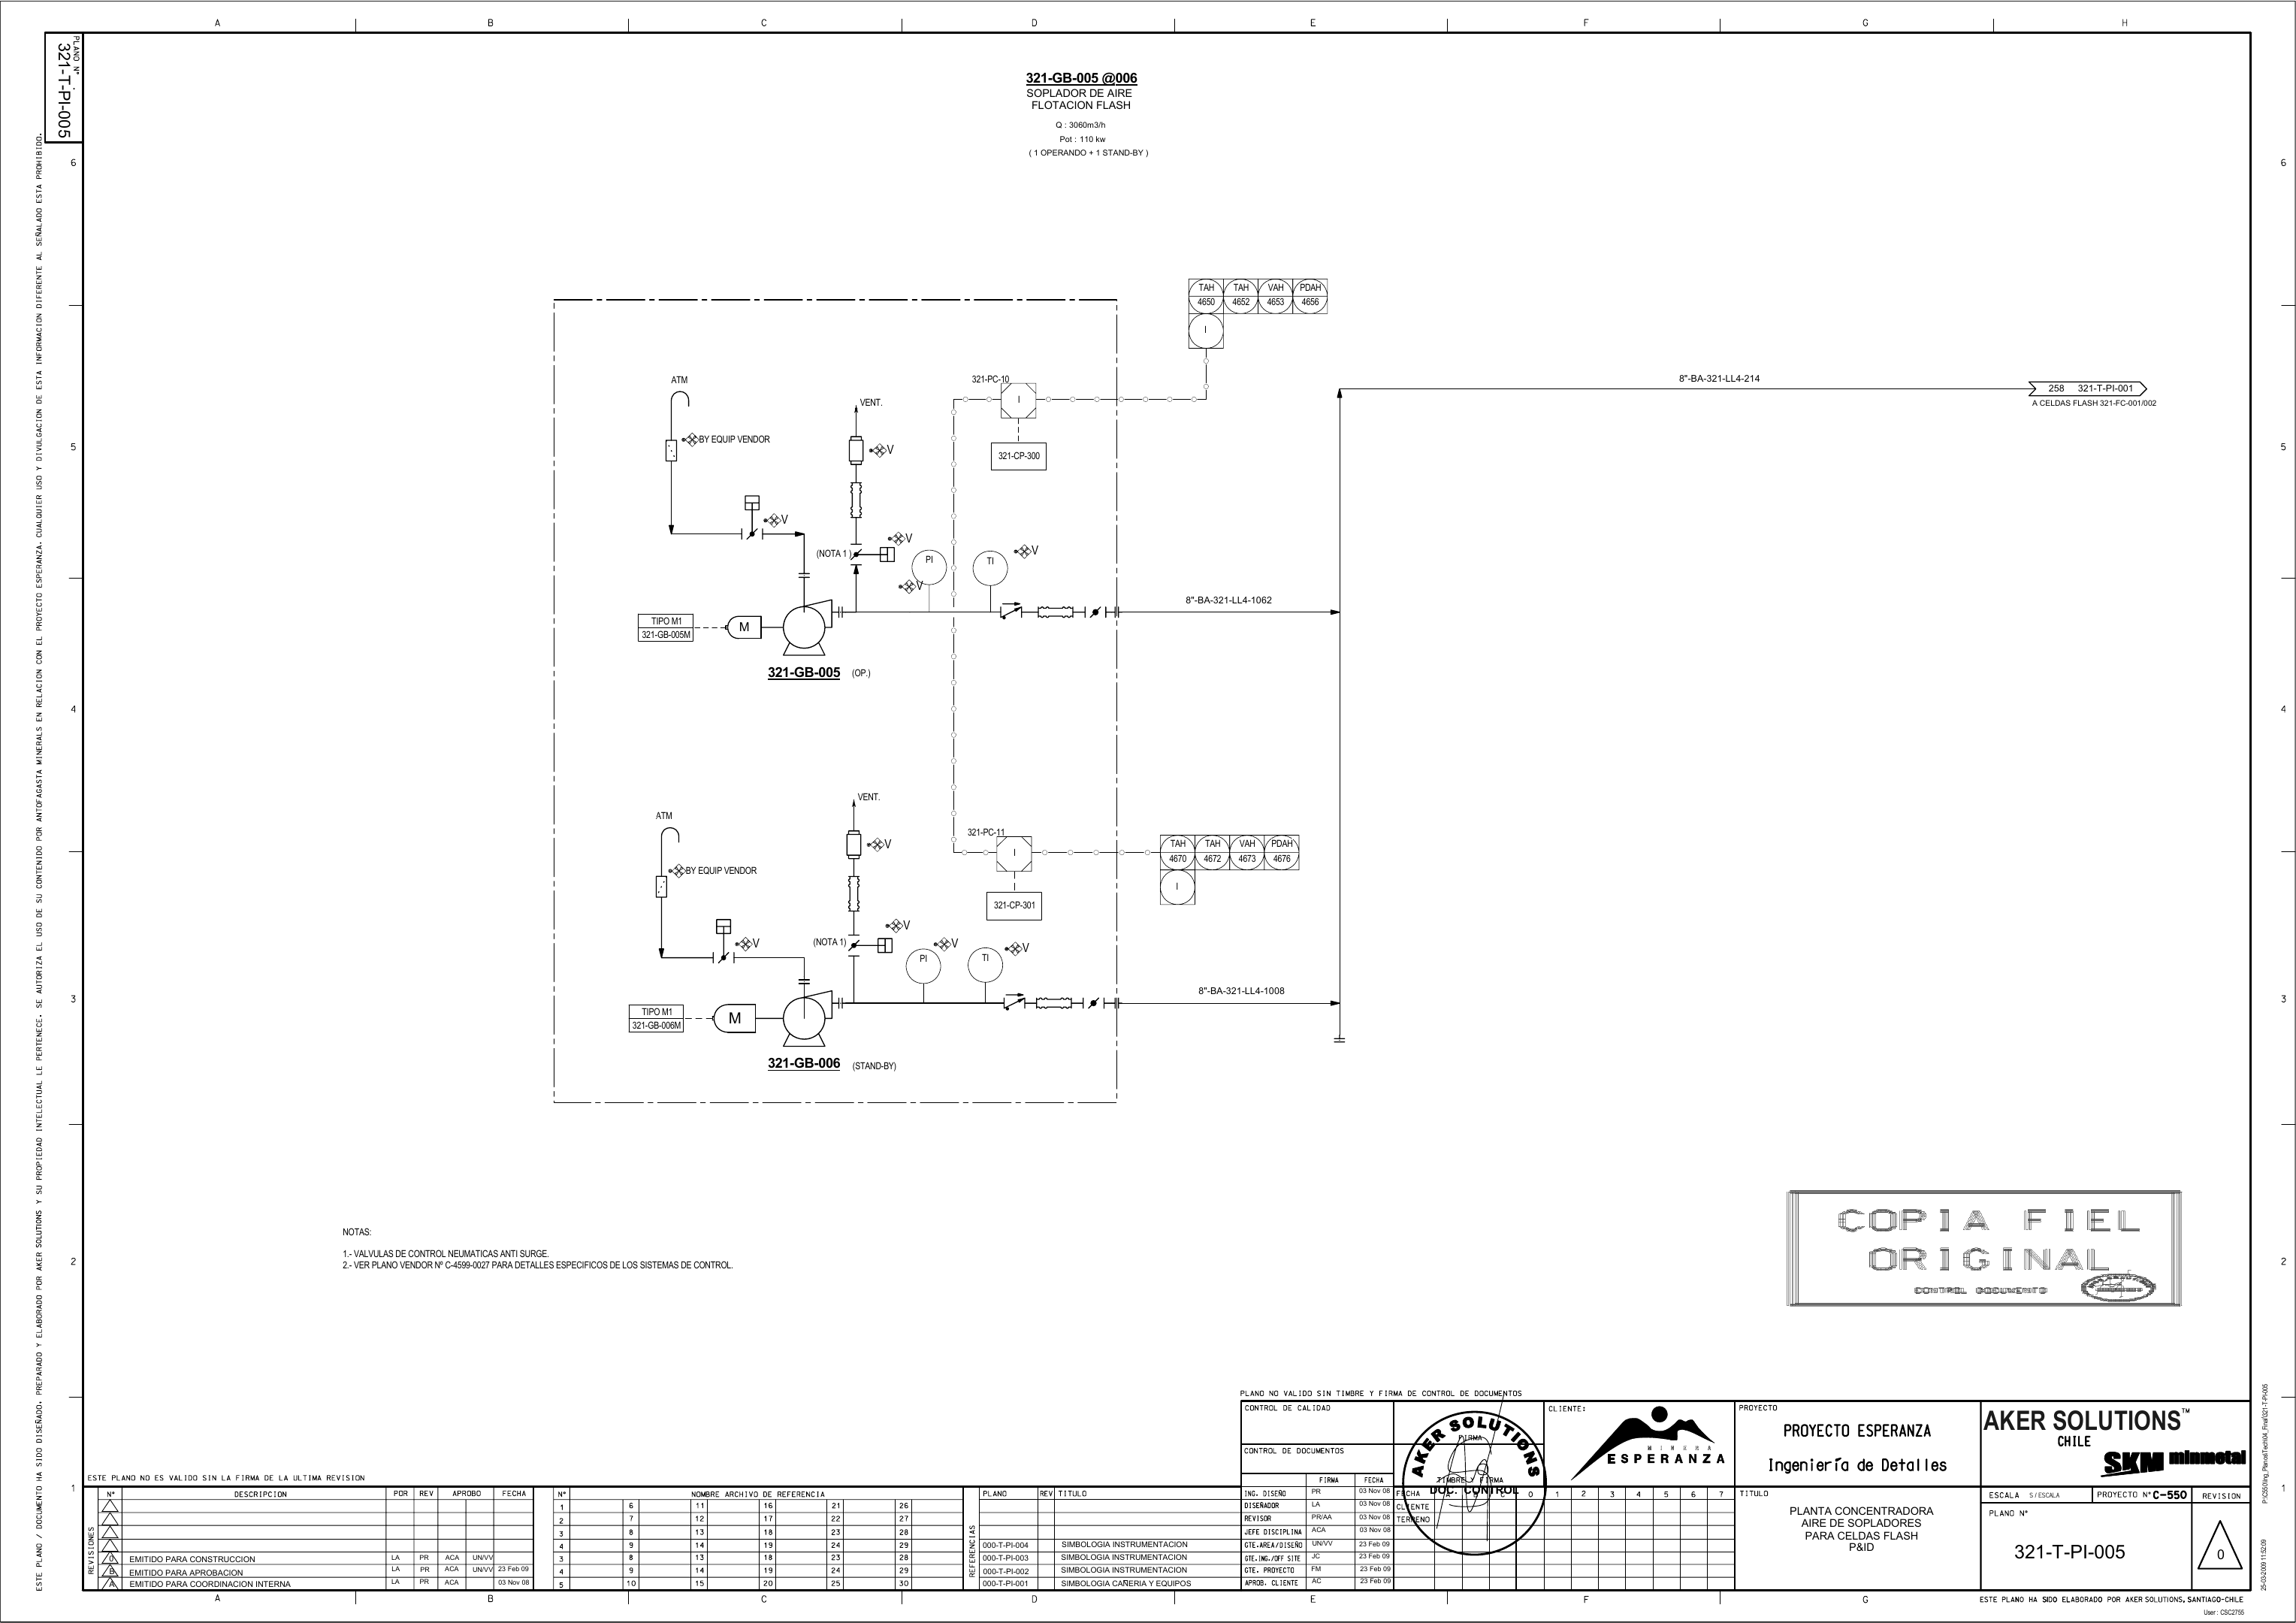 A B C D E F G H
PLANO N°
321-T-PI-005
321-GB-005 @006
SOPLADOR DE AIRE
FLOTACION FLASH
Q : 3060m3/h
Pot : 110 kw
( 1 OPERANDO + 1 STAND-BY )
6 6
5 5
4 4
3 3
2 2
1 1
ESTE PLANO / DOCUMENTO HA SIDO DISEÑADO, PREPARADO Y ELABORADO POR AKER SOLUTIONS Y SU PROPIEDAD INTELECTUAL LE PERTENECE. SE AUTORIZA EL USO DE SU CONTENIDO POR ANTOFAGASTA MINERALS EN RELACION CON EL PROYECTO ESPERANZA. CUALQUIER USO Y DIVULGACION DE ESTA INFORMACION DIFERENTE AL SEÑALADO ESTA PROHIBIDO.
TAH TAH VAH PDAH
4650 4652 4653 4656
I
321-PC-10
I
321-CP-300
8"-BA-321-LL4-214
258 321-T-PI-001
A CELDAS FLASH 321-FC-001/002
ATM
VENT.
BY EQUIP VENDOR
V
V
V
(NOTA 1 )
PI
TI
V
V
8"-BA-321-LL4-1062
TIPO M1
321-GB-005M
M
321-GB-005 (OP.)
VENT.
ATM
321-PC-11
I
V
TAH TAH VAH PDAH
4670 4672 4673 4676
I
BY EQUIP VENDOR
321-CP-301
V
V
(NOTA 1)
V
V
PI
TI
8"-BA-321-LL4-1008
TIPO M1
321-GB-006M
M
321-GB-006 (STAND-BY)
NOTAS:
1.- VALVULAS DE CONTROL NEUMATICAS ANTI SURGE.
2.- VER PLANO VENDOR Nº C-4599-0027 PARA DETALLES ESPECIFICOS DE LOS SISTEMAS DE CONTROL.
COPIA FIEL
ORIGINAL
CONTROL DOCUMENTO
PLANO NO VALIDO SIN TIMBRE Y FIRMA DE CONTROL DE DOCUMENTOS
CONTROL DE CALIDAD
CONTROL DE DOCUMENTOS
AKER SOLUTIONS
FIRMA
TIMBRE Y FIRMA
DOC. CONTROL
CLIENTE:
MINERA
ESPERANZA
PROYECTO
PROYECTO ESPERANZA
Ingeniería de Detalles
AKER SOLUTIONS™
CHILE
SKM minmetal
ESTE PLANO NO ES VALIDO SIN LA FIRMA DE LA ULTIMA REVISION
REVISIONES
N° DESCRIPCION POR REV APROBO FECHA
0 EMITIDO PARA CONSTRUCCION LA PR ACA UN/VV
B EMITIDO PARA APROBACION LA PR ACA UN/VV 23 Feb 09
A EMITIDO PARA COORDINACION INTERNA LA PR ACA 03 Nov 08
N° NOMBRE ARCHIVO DE REFERENCIA
1 6 11 16 21 26
2 7 12 17 22 27
3 8 13 18 23 28
4 9 14 19 24 29
3 8 13 18 23 28
4 9 14 19 24 29
5 10 15 20 25 30
REFERENCIAS
PLANO REV TITULO
000-T-PI-004 SIMBOLOGIA INSTRUMENTACION
000-T-PI-003 SIMBOLOGIA INSTRUMENTACION
000-T-PI-002 SIMBOLOGIA INSTRUMENTACION
000-T-PI-001 SIMBOLOGIA CAÑERIA Y EQUIPOS
FIRMA FECHA
ING. DISEÑO PR 03 Nov 08
DISEÑADOR LA 03 Nov 08
REVISOR PR/AA 03 Nov 08
JEFE DISCIPLINA ACA 03 Nov 08
GTE.AREA/DISEÑO UN/VV 23 Feb 09
GTE.ING./OFF SITE JC 23 Feb 09
GTE. PROYECTO FM 23 Feb 09
APROB. CLIENTE AC 23 Feb 09
FECHA A B C 0 1 2 3 4 5 6 7
CLIENTE
TERRENO
TITULO
PLANTA CONCENTRADORA
AIRE DE SOPLADORES
PARA CELDAS FLASH
P&ID
ESCALA S/ESCALA PROYECTO N° C-550 REVISION
PLANO N°
321-T-PI-005
0
A B C D E F G
ESTE PLANO HA SIDO ELABORADO POR AKER SOLUTIONS, SANTIAGO-CHILE
User : CSC2755
25-03-2009 11:52:09